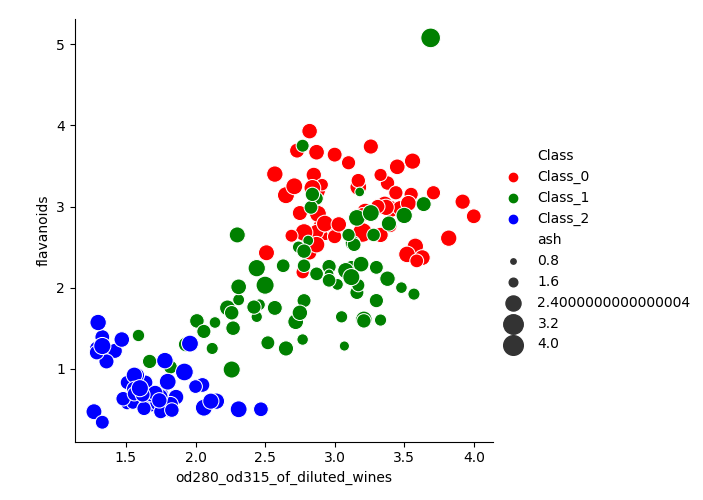 5
4
3
2
1
flavanoids
1.5 2.0 2.5 3.0 3.5 4.0
od280_od315_of_diluted_wines
Class
Class_0
Class_1
Class_2
ash
0.8
1.6
2.4000000000000004
3.2
4.0